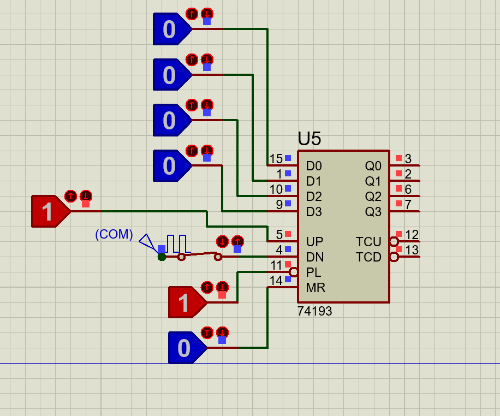 0
0
0
0
U5
15 D0 Q0 3
1 D1 Q1 2
10 D2 Q2 6
9 D3 Q3 7
1
5 UP TCU 12
(COM)
4 DN TCD 13
11 PL
1
14 MR
74193
0